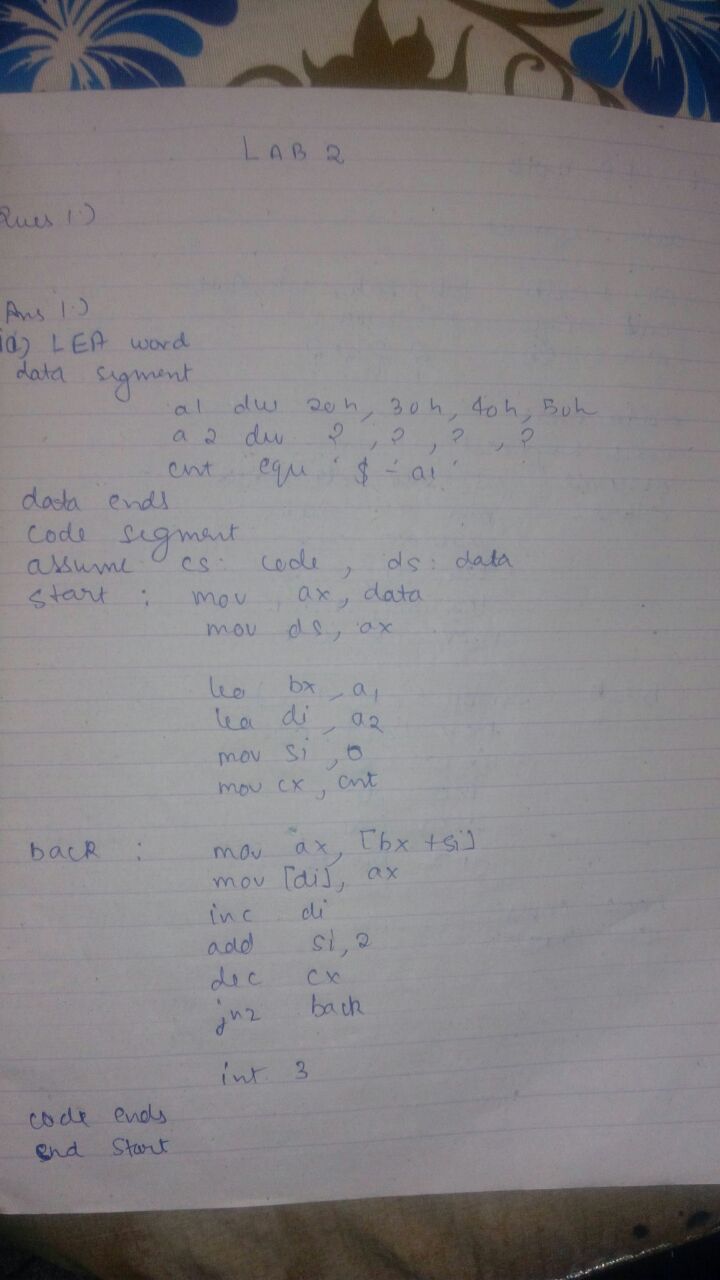 LAB 2
Ques 1.)
Ans 1.)
a) LEA word
data segment
a1 dw 20h, 30h, 40h, 50h
a2 dw ?, ?, ?, ?
cnt equ $ - a1
data ends
code segment
assume cs: code, ds: data
start : mov ax, data
mov ds, ax
lea bx, a1
lea di, a2
mov si, 0
mov cx, cnt
back : mov ax, [bx + si]
mov [di], ax
inc di
add si, 2
dec cx
jnz back
int 3
code ends
end start